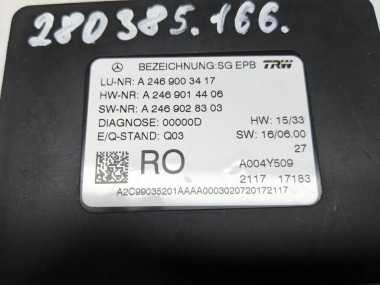 280385.166.
BEZEICHNUNG:SG EPB TRW
LU-NR: A 246 900 34 17
HW-NR: A 246 901 44 06
SW-NR: A 246 902 83 03
DIAGNOSE: 00000D HW: 15/33
E/Q-STAND: Q03 SW: 16/06.00
27
RO A004Y509
2117 17183
A2C99035201AAAA0003020720172117